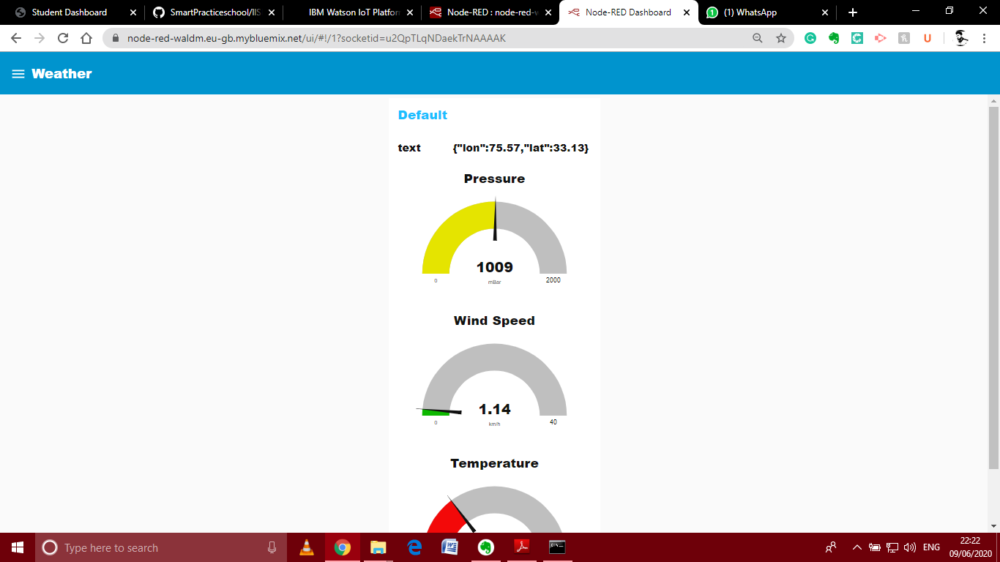 Student Dashboard
SmartPracticeschool/IIS
IBM Watson IoT Platfor
Node-RED : node-red-w
Node-RED Dashboard
(1) WhatsApp
node-red-waldm.eu-gb.mybluemix.net/ui/#!/1?socketid=u2QpTLqNDaekTrNAAAAK
Weather
Default
text {"lon":75.57,"lat":33.13}
Pressure
1009
0 mBar 2000
Wind Speed
1.14
0 km/h 40
Temperature
Type here to search
ENG
22:22
09/06/2020